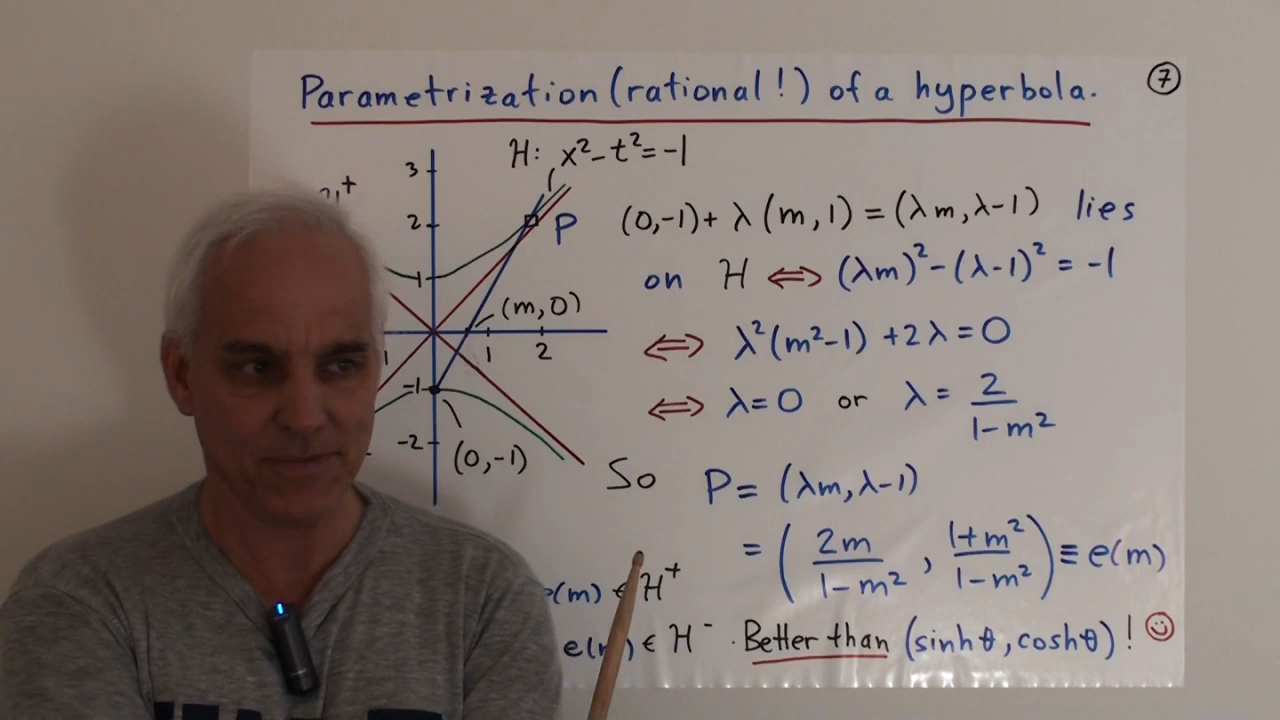 Parametrization (rational!) of a hyperbola. 7
H: x²-t²=-1
3
2
1
P
(m,0)
1 2
-1
-2
(0,-1)
(0,-1)+λ(m,1)=(λm,λ-1) lies
on H ⇔ (λm)²-(λ-1)²=-1
⇔ λ²(m²-1)+2λ=0
⇔ λ=0 or λ=2/(1-m²)
So P=(λm,λ-1)
=(2m/(1-m²), (1+m²)/(1-m²))≡e(m)
e(m) ∈ H⁺
∈ H⁻. Better than (sinhθ,coshθ)! ☺